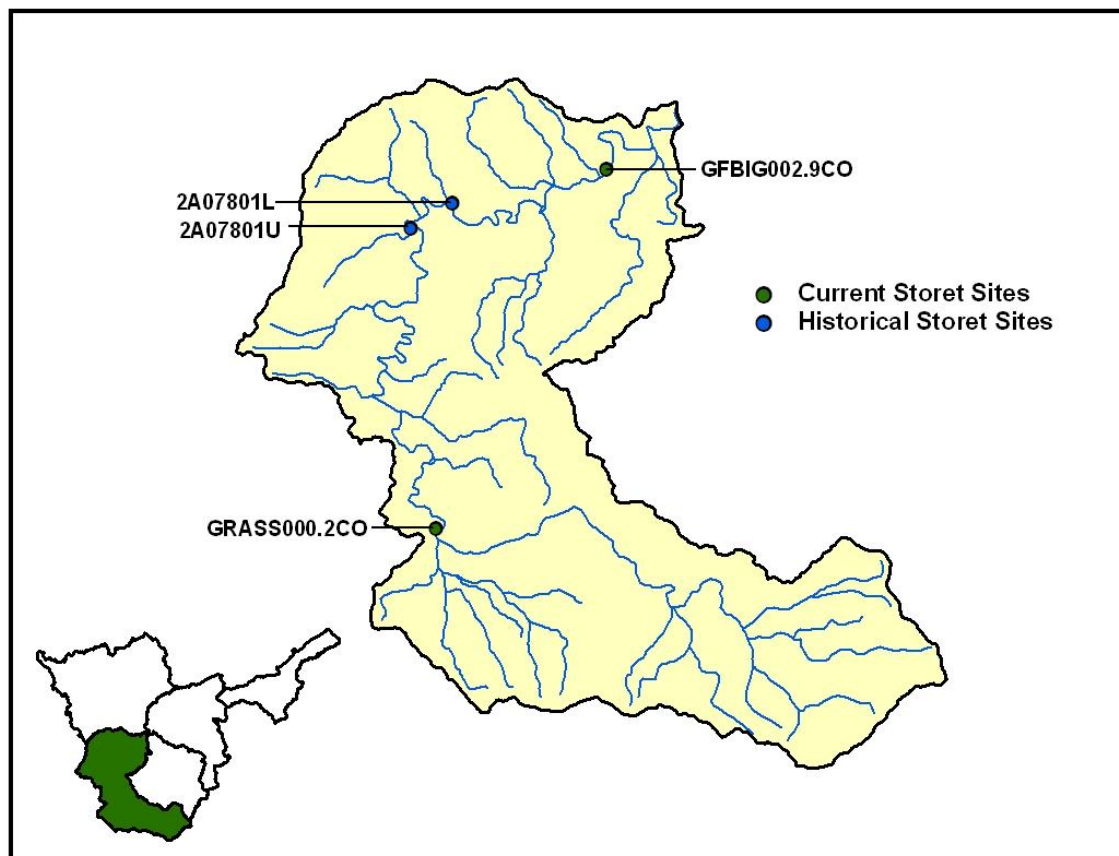 GFBIG002.9CO
2A07801L
2A07801U
Current Storet Sites
Historical Storet Sites
GRASS000.2CO